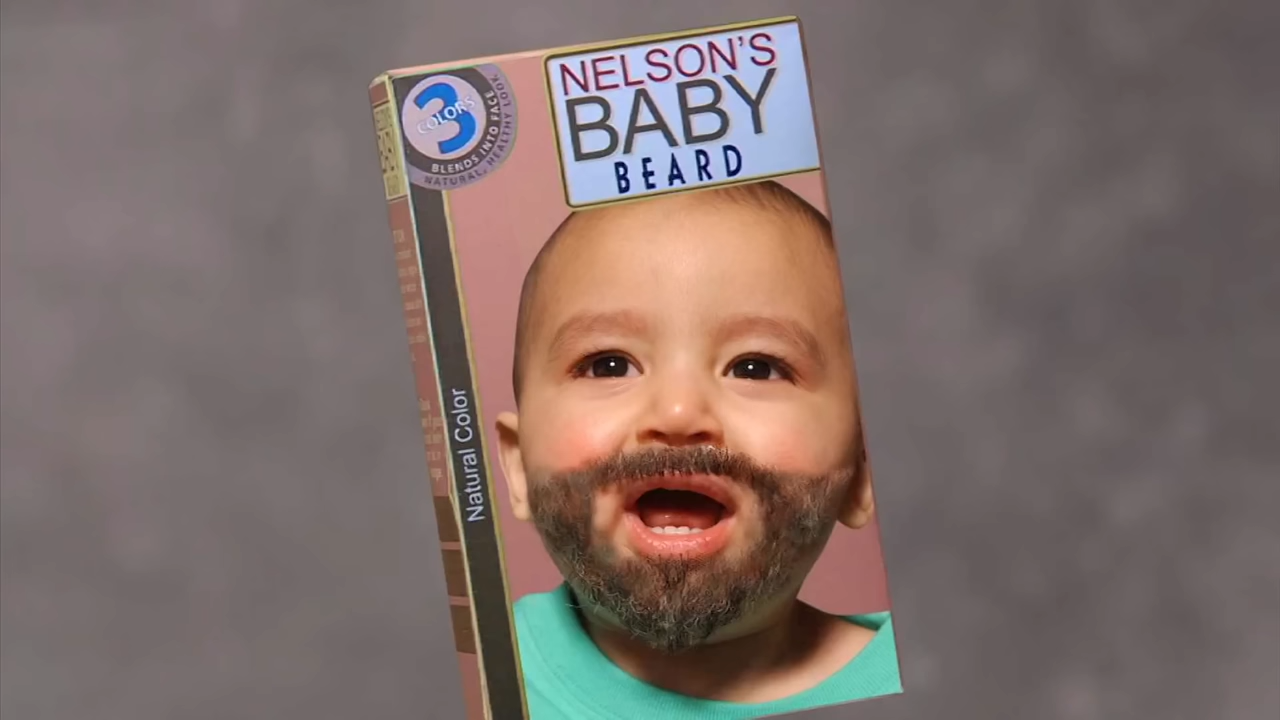 NELSON'S
BABY
BEARD
3
COLORS
BLENDS INTO FACE
NATURAL, HEALTHY LOOK
Natural Color